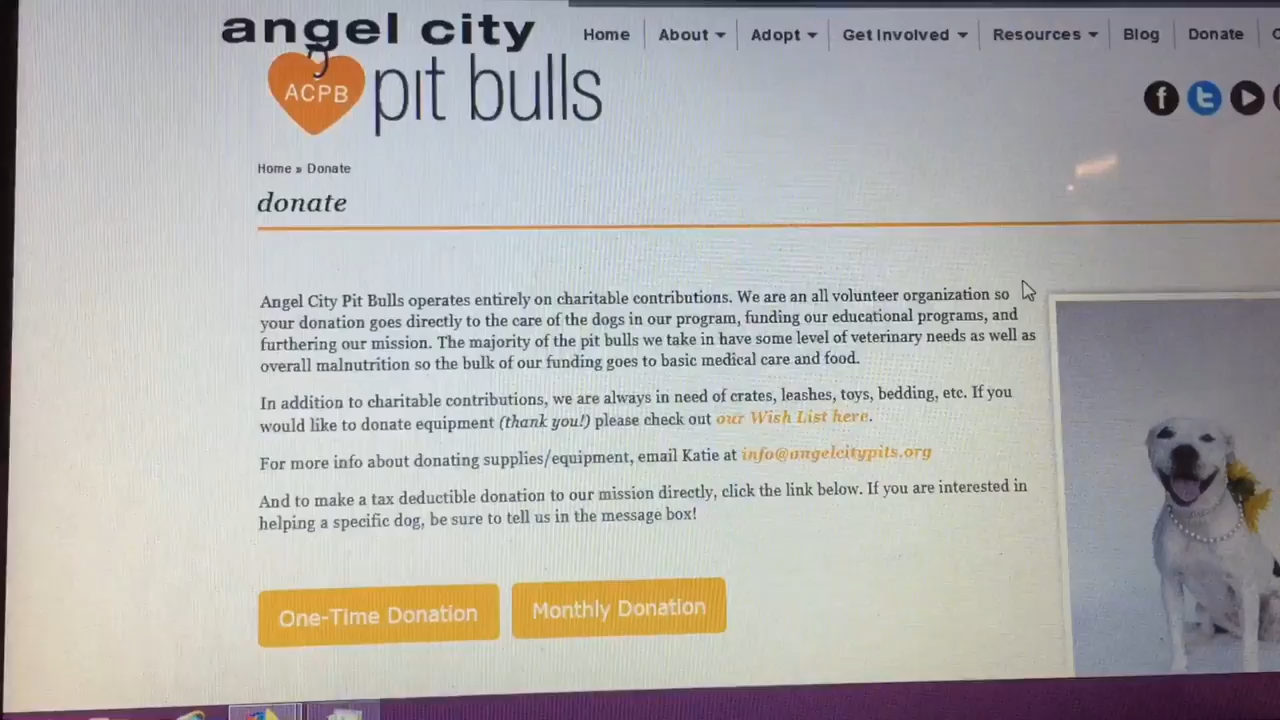 angel city
ACPB
pit bulls
Home
About
Adopt
Get Involved
Resources
Blog
Donate
f
t
Home » Donate
donate
Angel City Pit Bulls operates entirely on charitable contributions. We are an all volunteer organization so
your donation goes directly to the care of the dogs in our program, funding our educational programs, and
furthering our mission. The majority of the pit bulls we take in have some level of veterinary needs as well as
overall malnutrition so the bulk of our funding goes to basic medical care and food.
In addition to charitable contributions, we are always in need of crates, leashes, toys, bedding, etc. If you
would like to donate equipment (thank you!) please check out our Wish List here.
For more info about donating supplies/equipment, email Katie at info@angelcitypits.org
And to make a tax deductible donation to our mission directly, click the link below. If you are interested in
helping a specific dog, be sure to tell us in the message box!
One-Time Donation
Monthly Donation